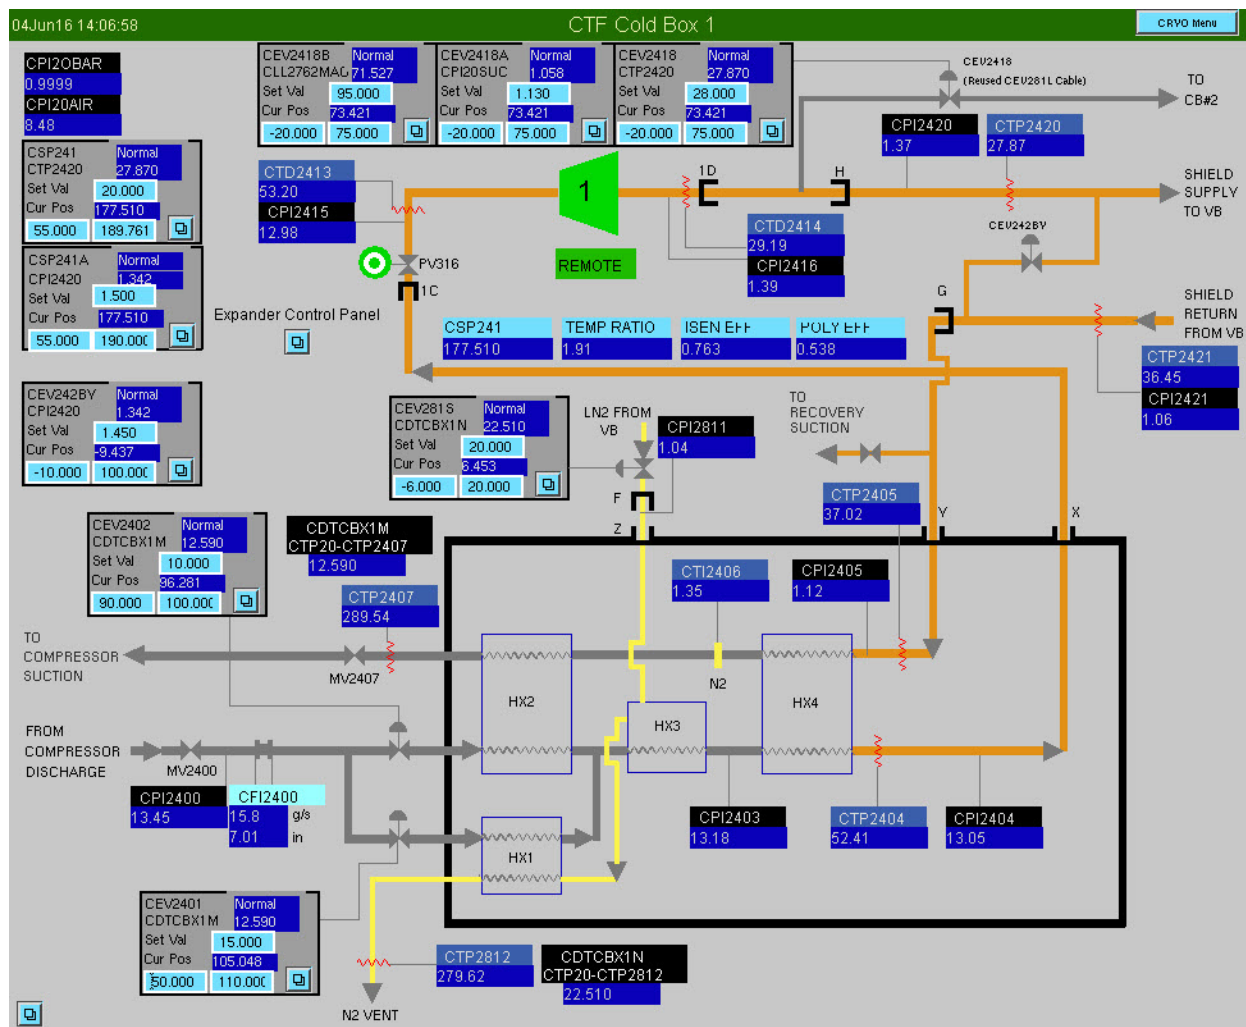 04Jun16 14:06:58
CTF Cold Box 1
CRYO Menu
CPI20BAR
0.9999
CPI20AIR
8.48
CEV2418B Normal
CLL2762MAG 71.527
Set Val 95.000
Cur Pos 73.421
-20.000 75.000
CEV2418A Normal
CPI20SUC 1.058
Set Val 1.130
Cur Pos 73.421
-20.000 75.000
CEV2418 Normal
CTP2420 27.870
Set Val 28.000
Cur Pos 73.421
-20.000 75.000
CEV2418
(Reused CEV281L Cable)
TO
CB#2
CPI2420
1.37
CTP2420
27.87
CSP241 Normal
CTP2420 27.870
Set Val 20.000
Cur Pos 177.510
55.000 189.761
CTD2413
53.20
CPI2415
12.98
1
1D
H
SHIELD
SUPPLY
TO VB
CTD2414
29.19
CPI2416
1.39
CEV242BY
REMOTE
PV316
1C
CSP241A Normal
CPI2420 1.342
Set Val 1.500
Cur Pos 177.510
55.000 190.000
Expander Control Panel
G
SHIELD
RETURN
FROM VB
CSP241 TEMP RATIO ISEN EFF POLY EFF
177.510 1.91 0.763 0.538
CTP2421
36.45
CPI2421
1.06
CEV242BY Normal
CPI2420 1.342
Set Val 1.450
Cur Pos -9.437
-10.000 100.000
CEV281S Normal
CDTCBX1N 22.510
Set Val 20.000
Cur Pos 6.453
-6.000 20.000
LN2 FROM
VB
CPI2811
1.04
TO
RECOVERY
SUCTION
F
Z
CTP2405
37.02
Y
X
CEV2402 Normal
CDTCBX1M 12.590
Set Val 10.000
Cur Pos 96.281
90.000 100.000
CDTCBX1M
CTP20-CTP2407
12.590
CTP2407
289.54
CTI2406
1.35
CPI2405
1.12
TO
COMPRESSOR
SUCTION
MV2407
N2
HX2
HX3
HX4
FROM
COMPRESSOR
DISCHARGE
MV2400
CPI2400
13.45
CFI2400
15.8 g/s
7.01 in
CPI2403
13.18
CTP2404
52.41
CPI2404
13.05
HX1
CEV2401 Normal
CDTCBX1M 12.590
Set Val 15.000
Cur Pos 105.048
50.000 110.000
CTP2812
279.62
CDTCBX1N
CTP20-CTP2812
22.510
N2 VENT